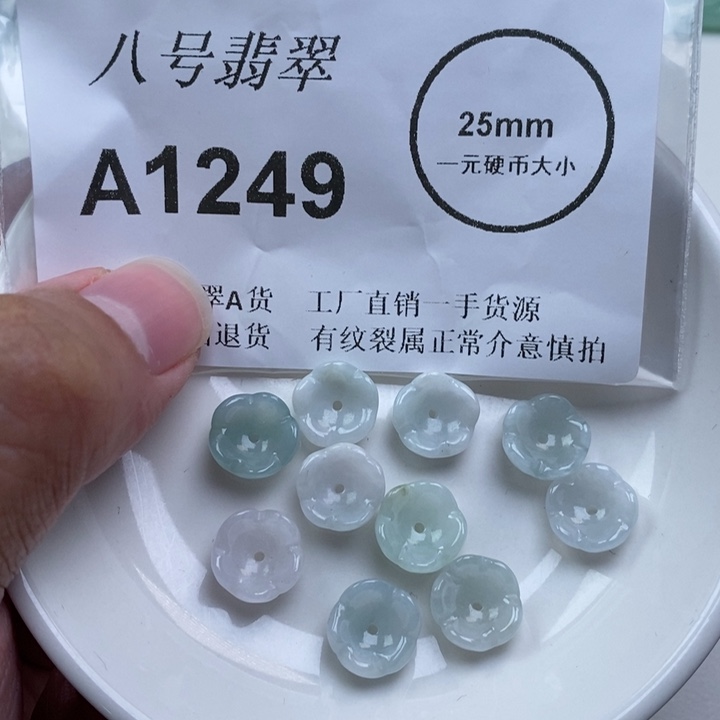 八号翡翠
A1249
25mm
一元硬币大小
翠A货 工厂直销一手货源
退货 有纹裂属正常介意慎拍